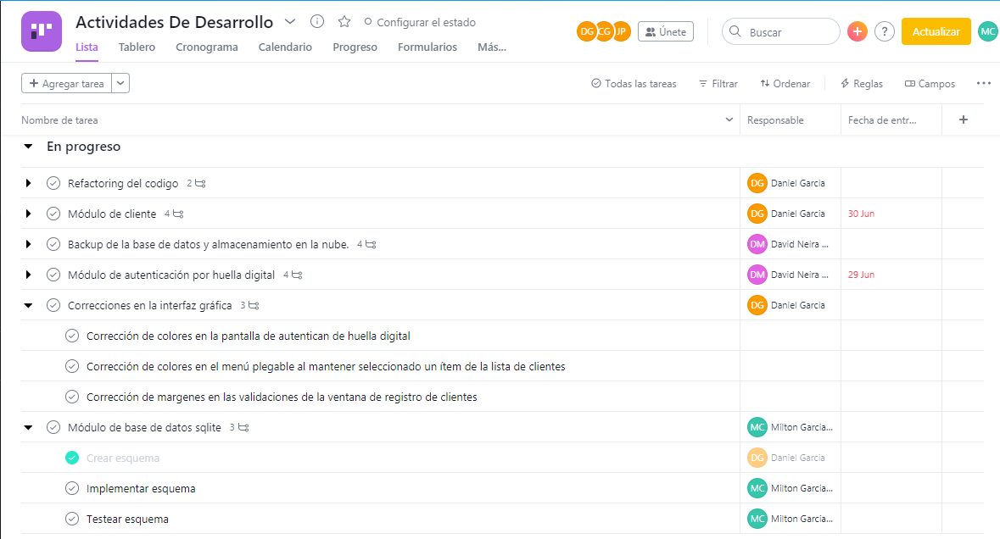 Actividades De Desarrollo
Configurar el estado
Lista Tablero Cronograma Calendario Progreso Formularios Más...
DG CG JP Únete Buscar + ? Actualizar MC
+ Agregar tarea
Todas las tareas Filtrar Ordenar Reglas Campos ...
Nombre de tarea Responsable Fecha de entr... +
En progreso
Refactoring del codigo 2 DG Daniel Garcia
Módulo de cliente 4 DG Daniel Garcia 30 Jun
Backup de la base de datos y almacenamiento en la nube. 4 DM David Neira ...
Módulo de autenticación por huella digital 4 DM David Neira ... 29 Jun
Correcciones en la interfaz gráfica 3 DG Daniel Garcia
Corrección de colores en la pantalla de autentican de huella digital
Corrección de colores en el menú plegable al mantener seleccionado un ítem de la lista de clientes
Corrección de margenes en las validaciones de la ventana de registro de clientes
Módulo de base de datos sqlite 3 MC Milton Garcia...
Crear esquema DG Daniel Garcia
Implementar esquema MC Milton Garcia...
Testear esquema MC Milton Garcia...